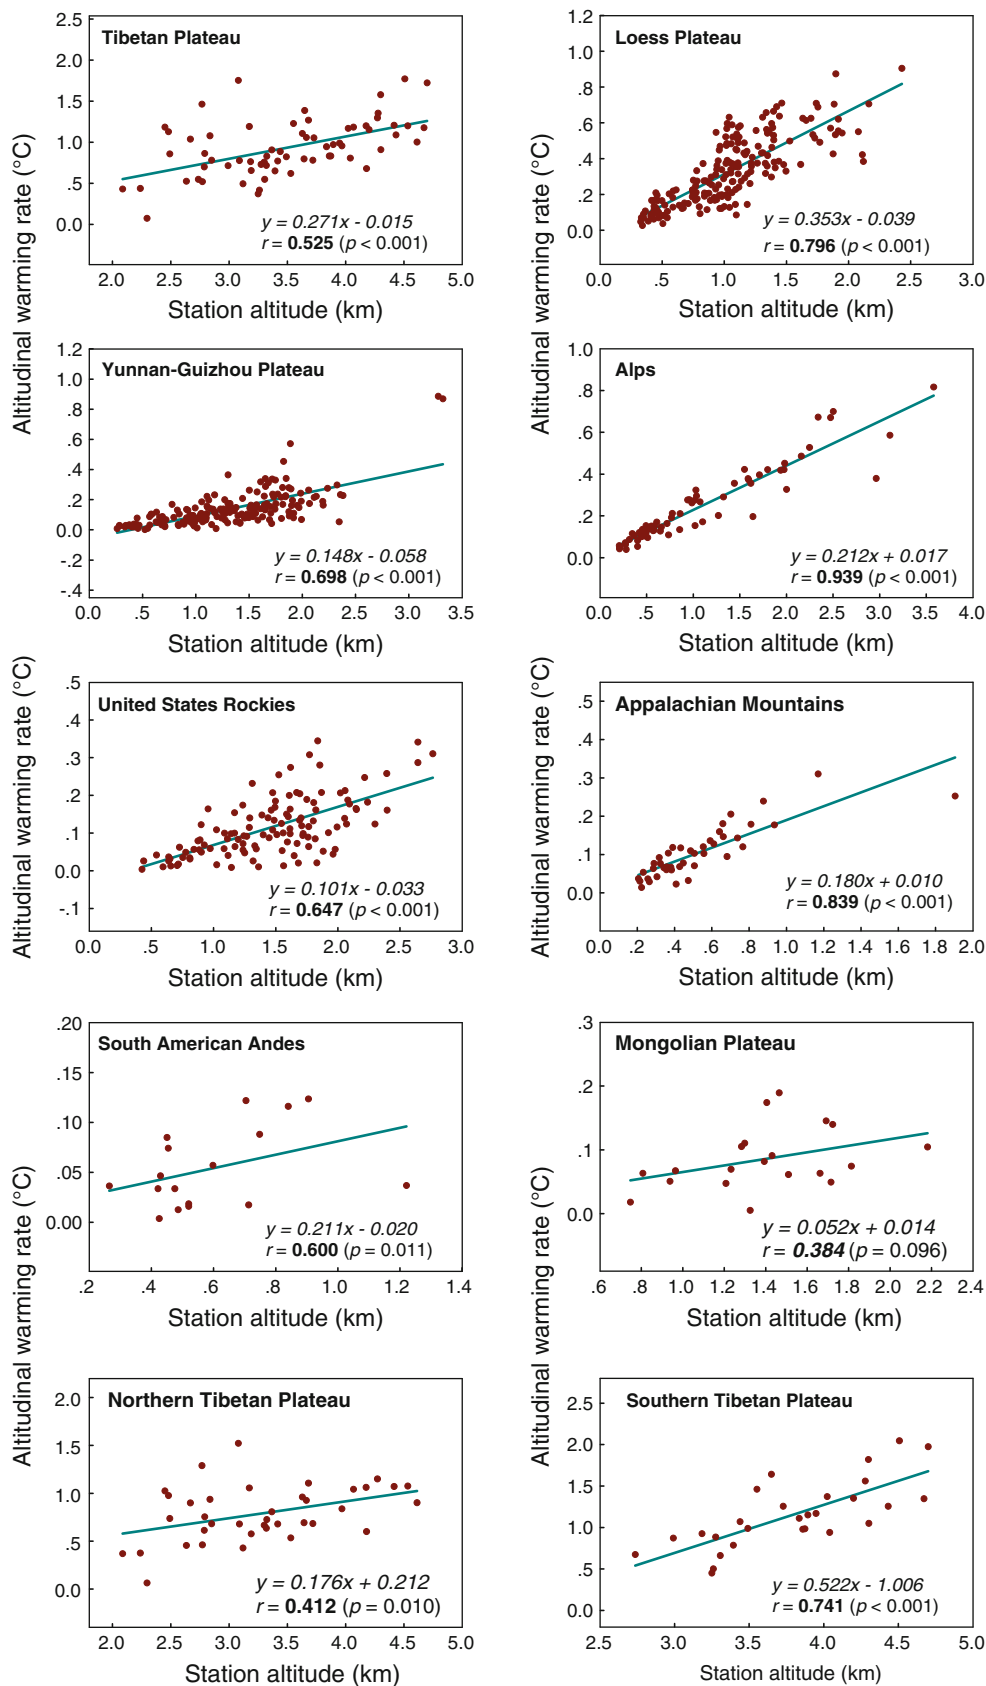 Tibetan Plateau
Altitudinal warming rate (°C)
2.5
2.0
1.5
1.0
.5
0.0
y = 0.271x - 0.015
r = 0.525 (p < 0.001)
2.0 2.5 3.0 3.5 4.0 4.5 5.0
Station altitude (km)
Loess Plateau
Altitudinal warming rate (°C)
1.2
1.0
.8
.6
.4
.2
0.0
y = 0.353x - 0.039
r = 0.796 (p < 0.001)
0.0 .5 1.0 1.5 2.0 2.5 3.0
Station altitude (km)
Yunnan-Guizhou Plateau
1.2
1.0
.8
.6
.4
.2
0.0
-.2
-.4
y = 0.148x - 0.058
r = 0.698 (p < 0.001)
0.0 .5 1.0 1.5 2.0 2.5 3.0 3.5
Station altitude (km)
Alps
1.0
.8
.6
.4
.2
0.0
y = 0.212x + 0.017
r = 0.939 (p < 0.001)
0.0 .5 1.0 1.5 2.0 2.5 3.0 3.5 4.0
Station altitude (km)
United States Rockies
Altitudinal warming rate (°C)
.5
.4
.3
.2
.1
0.0
-.1
y = 0.101x - 0.033
r = 0.647 (p < 0.001)
0.0 .5 1.0 1.5 2.0 2.5 3.0
Station altitude (km)
Appalachian Mountains
Altitudinal warming rate (°C)
.5
.4
.3
.2
.1
0.0
y = 0.180x + 0.010
r = 0.839 (p < 0.001)
0.0 .2 .4 .6 .8 1.0 1.2 1.4 1.6 1.8 2.0
Station altitude (km)
South American Andes
.20
.15
.10
.05
0.00
y = 0.211x - 0.020
r = 0.600 (p = 0.011)
.2 .4 .6 .8 1.0 1.2 1.4
Station altitude (km)
Mongolian Plateau
.3
.2
.1
0.0
y = 0.052x + 0.014
r = 0.384 (p = 0.096)
.6 .8 1.0 1.2 1.4 1.6 1.8 2.0 2.2 2.4
Station altitude (km)
Northern Tibetan Plateau
Altitudinal warming rate (°C)
2.0
1.5
1.0
0.5
0.0
y = 0.176x + 0.212
r = 0.412 (p = 0.010)
2.0 2.5 3.0 3.5 4.0 4.5 5.0
Station altitude (km)
Southern Tibetan Plateau
Altitudinal warming rate (°C)
2.5
2.0
1.5
1.0
.5
0.0
y = 0.522x - 1.006
r = 0.741 (p < 0.001)
2.5 3.0 3.5 4.0 4.5 5.0
Station altitude (km)